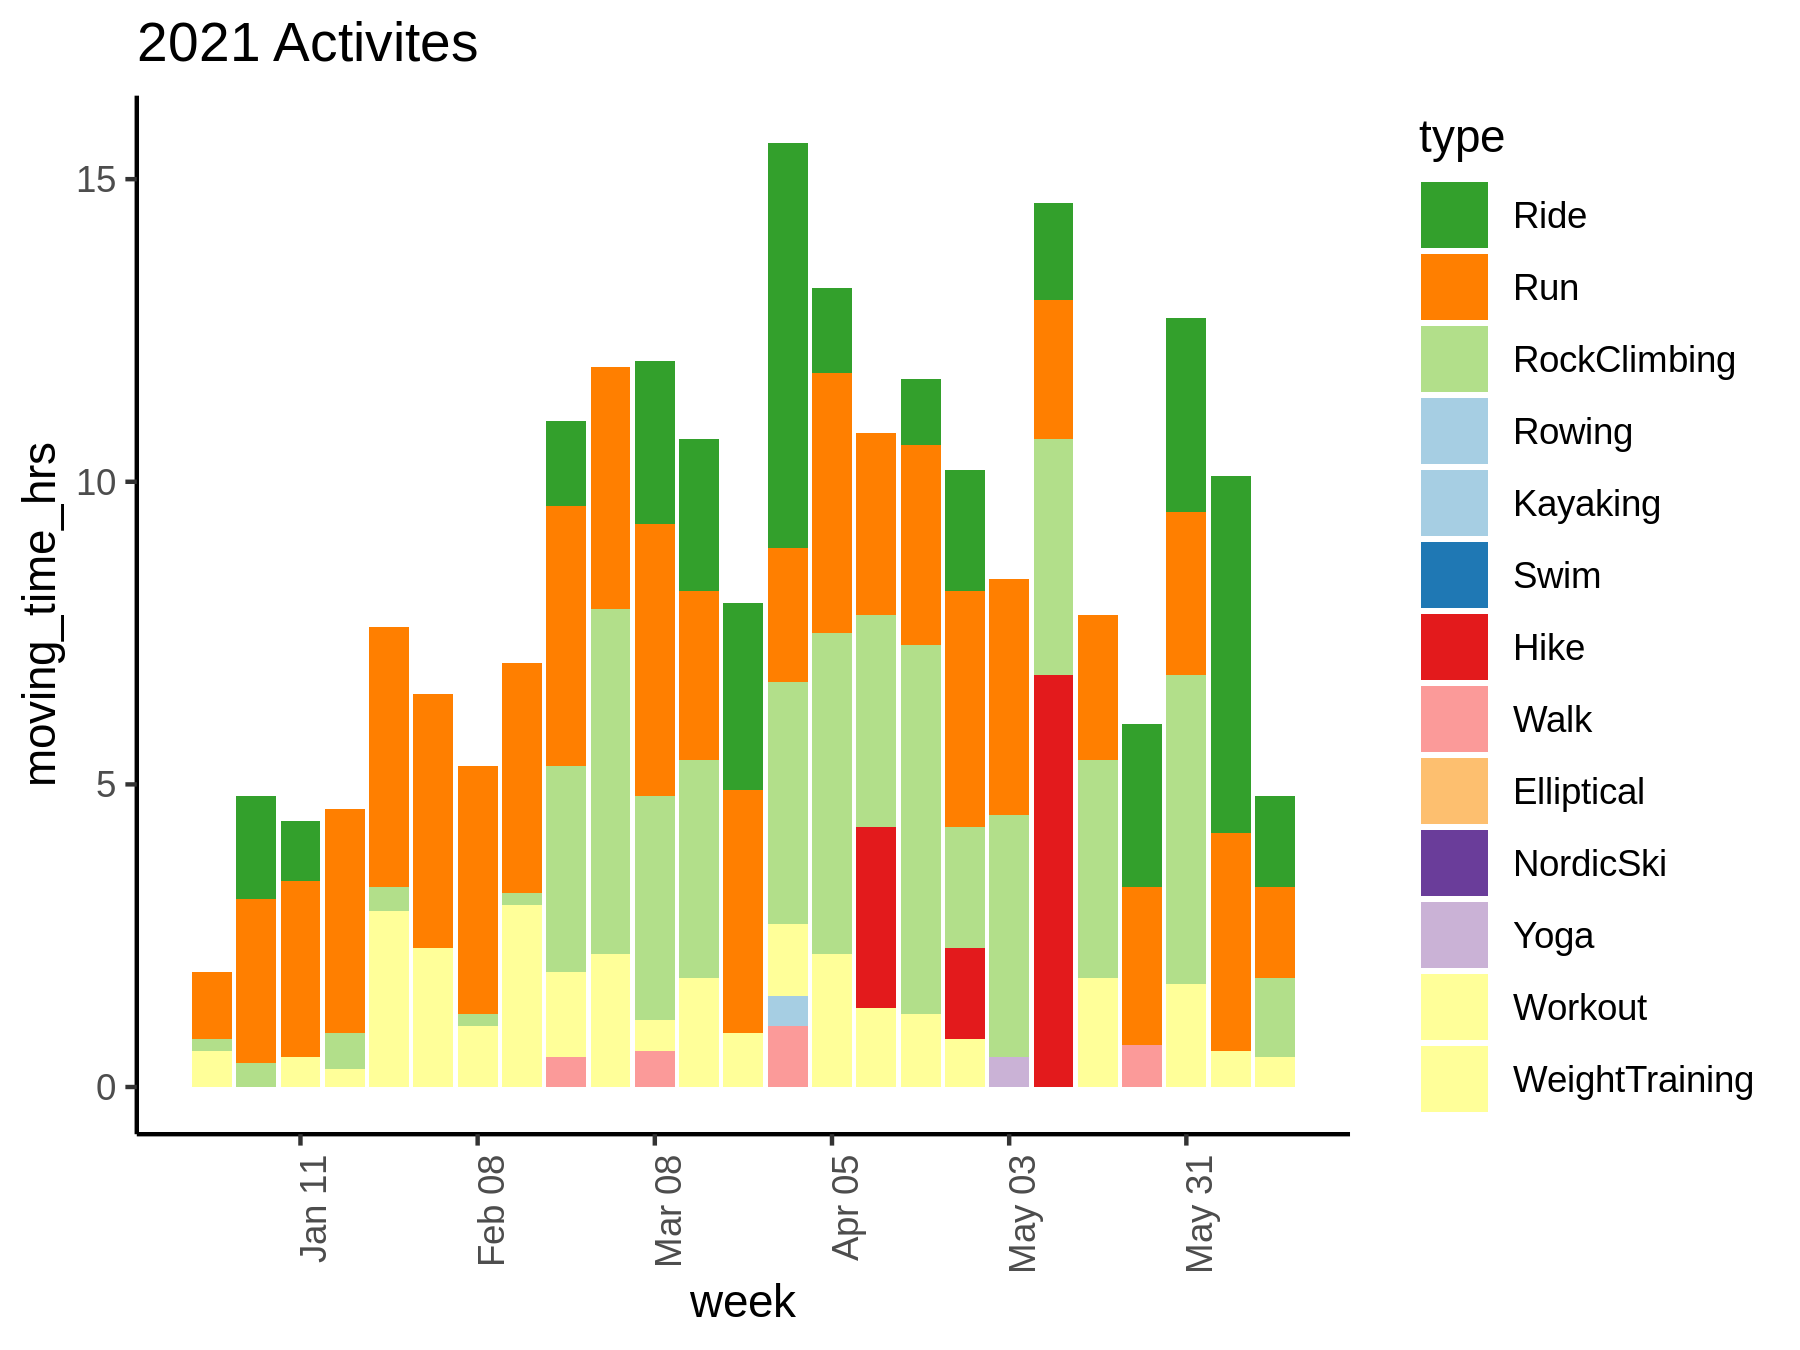 2021 Activites
moving_time_hrs
15
10
5
0
Jan 11
Feb 08
Mar 08
Apr 05
May 03
May 31
week
type
Ride
Run
RockClimbing
Rowing
Kayaking
Swim
Hike
Walk
Elliptical
NordicSki
Yoga
Workout
WeightTraining